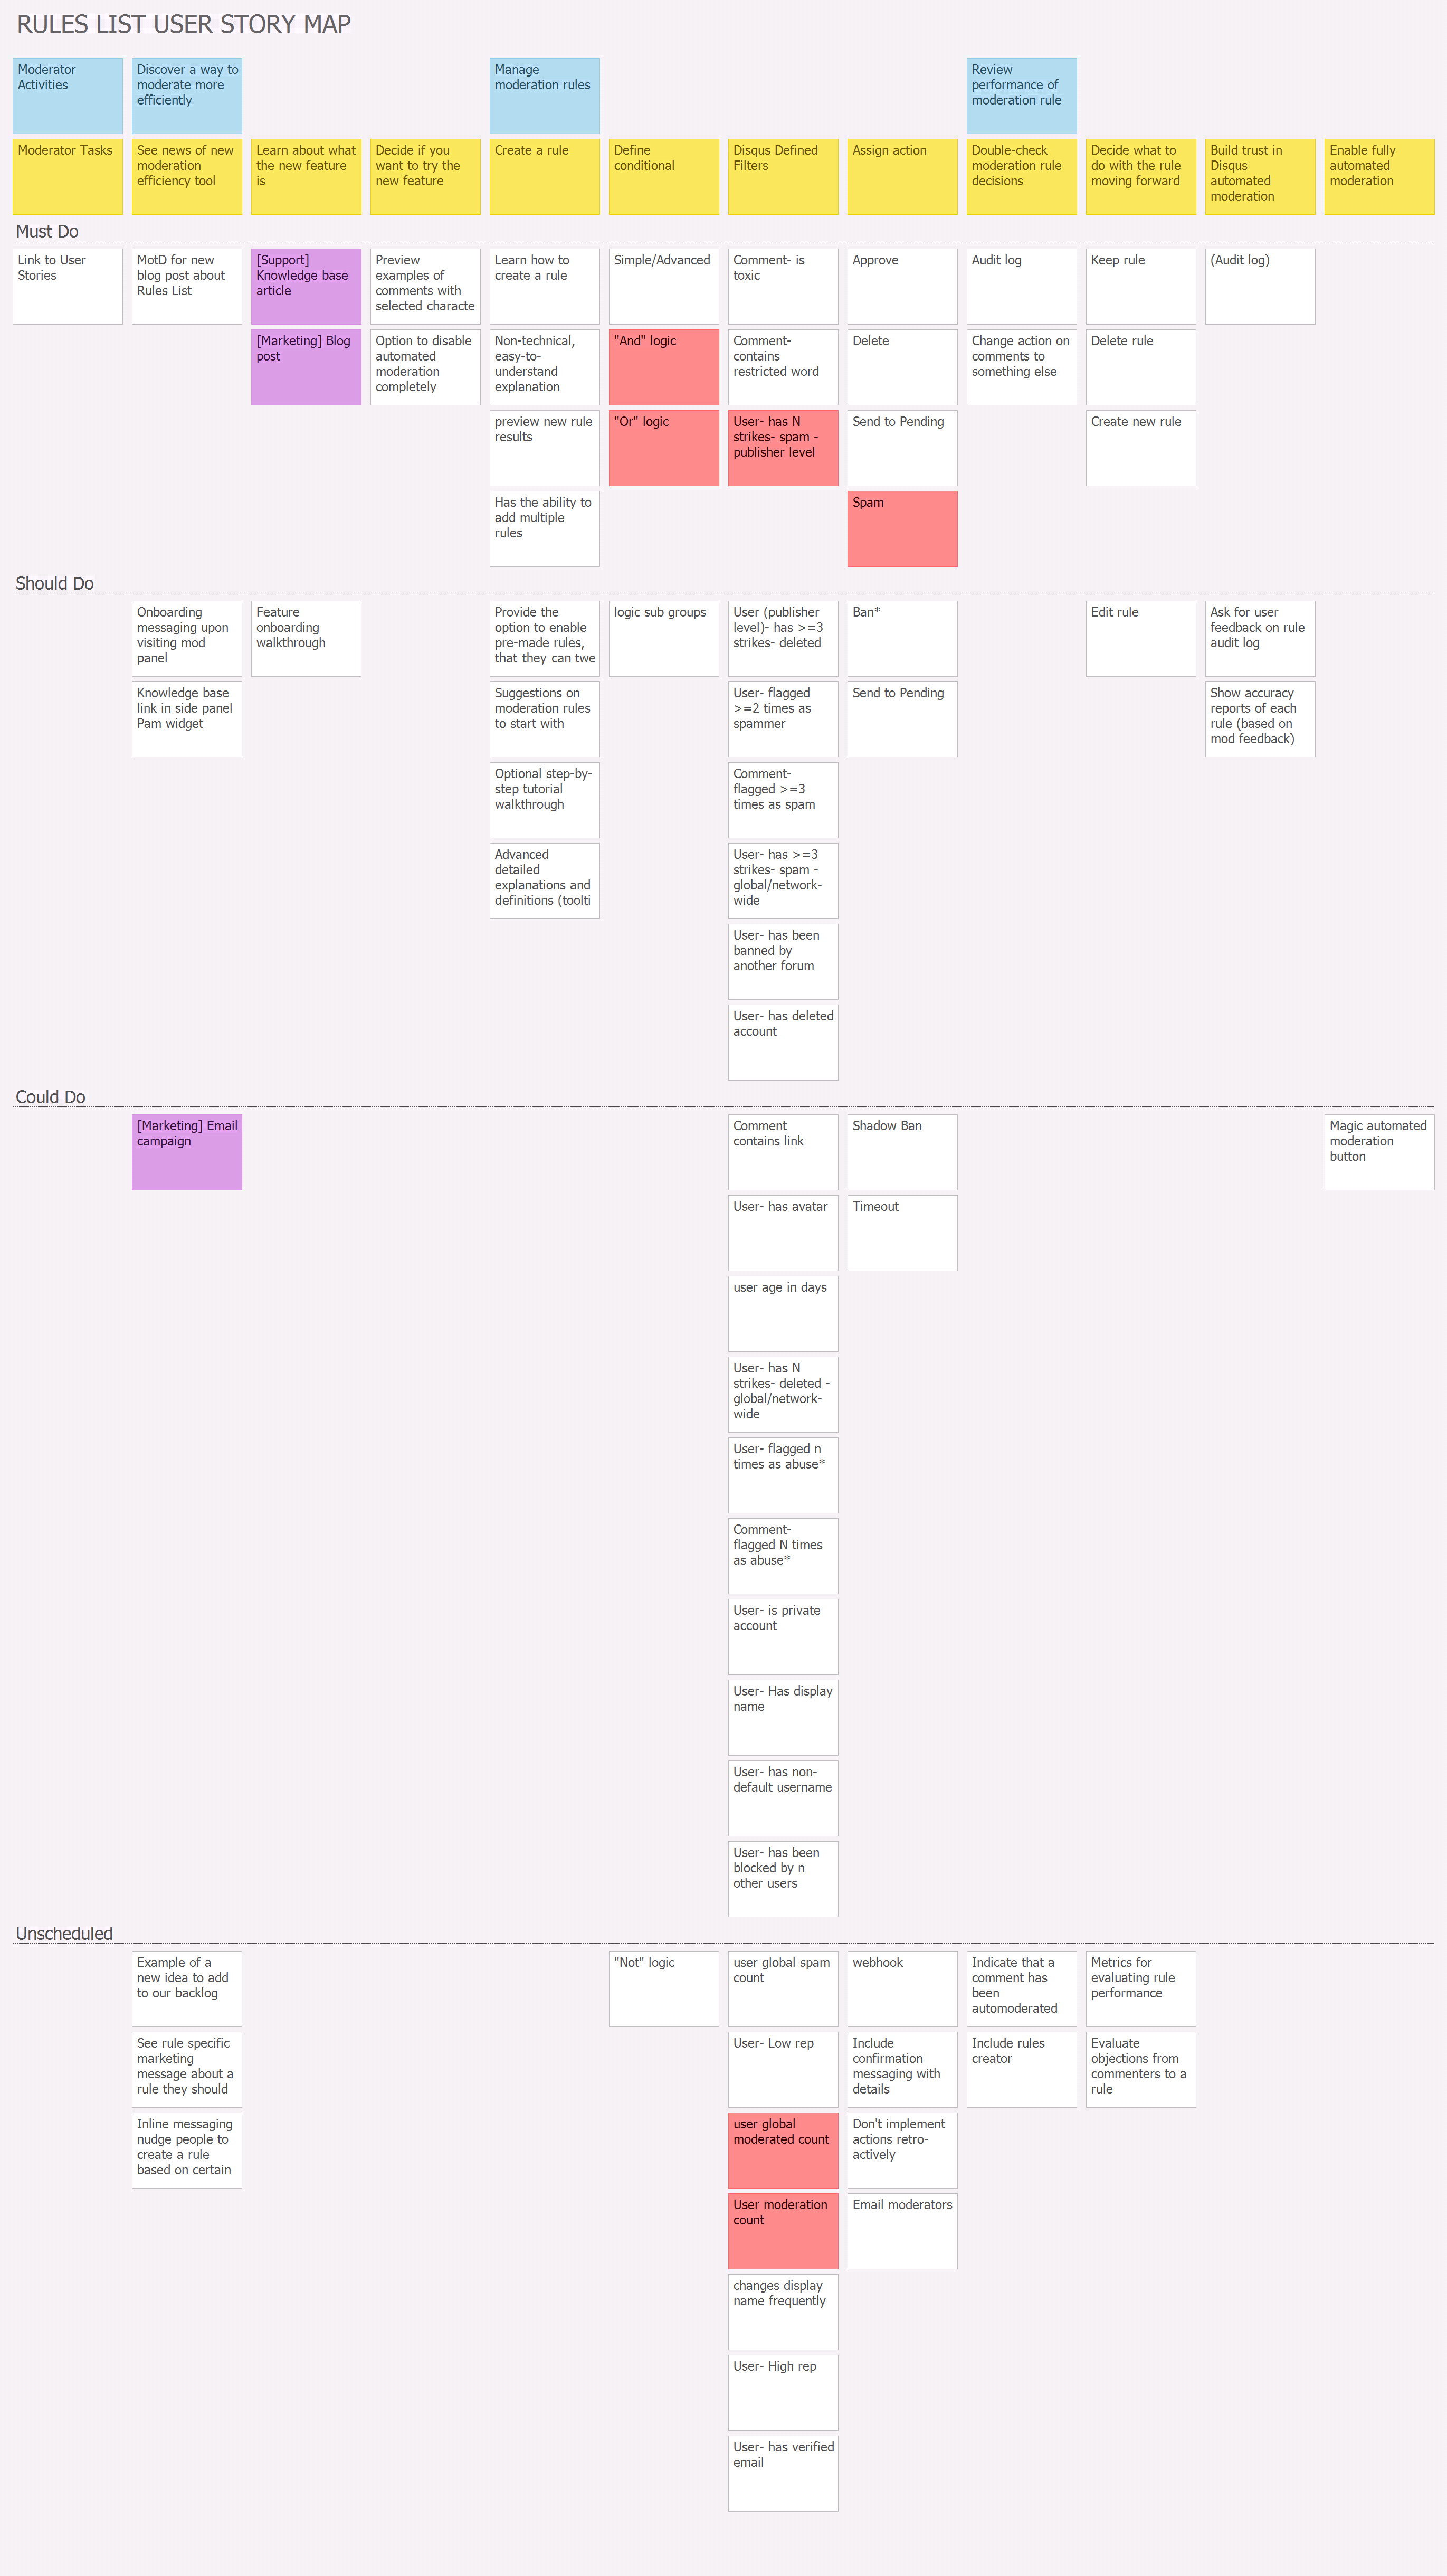 RULES LIST USER STORY MAP
Moderator
Activities
Discover a way to
moderate more
efficiently
Manage
moderation rules
Review
performance of
moderation rule
Moderator Tasks
See news of new
moderation
efficiency tool
Learn about what
the new feature
is
Decide if you
want to try the
new feature
Create a rule
Define
conditional
Disqus Defined
Filters
Assign action
Double-check
moderation rule
decisions
Decide what to
do with the rule
moving forward
Build trust in
Disqus
automated
moderation
Enable fully
automated
moderation
Must Do
Link to User
Stories
MotD for new
blog post about
Rules List
[Support]
Knowledge base
article
Preview
examples of
comments with
selected characte
Learn how to
create a rule
Simple/Advanced
Comment- is
toxic
Approve
Audit log
Keep rule
(Audit log)
[Marketing] Blog
post
Option to disable
automated
moderation
completely
Non-technical,
easy-to-
understand
explanation
"And" logic
Comment-
contains
restricted word
Delete
Change action on
comments to
something else
Delete rule
preview new rule
results
"Or" logic
User- has N
strikes- spam -
publisher level
Send to Pending
Create new rule
Has the ability to
add multiple
rules
Spam
Should Do
Onboarding
messaging upon
visiting mod
panel
Feature
onboarding
walkthrough
Provide the
option to enable
pre-made rules,
that they can twe
logic sub groups
User (publisher
level)- has >=3
strikes- deleted
Ban*
Edit rule
Ask for user
feedback on rule
audit log
Knowledge base
link in side panel
Pam widget
Suggestions on
moderation rules
to start with
User- flagged
>=2 times as
spammer
Send to Pending
Show accuracy
reports of each
rule (based on
mod feedback)
Optional step-by-
step tutorial
walkthrough
Comment-
flagged >=3
times as spam
Advanced
detailed
explanations and
definitions (toolti
User- has >=3
strikes- spam -
global/network-
wide
User- has been
banned by
another forum
User- has deleted
account
Could Do
[Marketing] Email
campaign
Comment
contains link
Shadow Ban
Magic automated
moderation
button
User- has avatar
Timeout
user age in days
User- has N
strikes- deleted -
global/network-
wide
User- flagged n
times as abuse*
Comment-
flagged N times
as abuse*
User- is private
account
User- Has display
name
User- has non-
default username
User- has been
blocked by n
other users
Unscheduled
Example of a
new idea to add
to our backlog
"Not" logic
user global spam
count
webhook
Indicate that a
comment has
been
automoderated
Metrics for
evaluating rule
performance
See rule specific
marketing
message about a
rule they should
User- Low rep
Include
confirmation
messaging with
details
Include rules
creator
Evaluate
objections from
commenters to a
rule
Inline messaging
nudge people to
create a rule
based on certain
user global
moderated count
Don't implement
actions retro-
actively
User moderation
count
Email moderators
changes display
name frequently
User- High rep
User- has verified
email